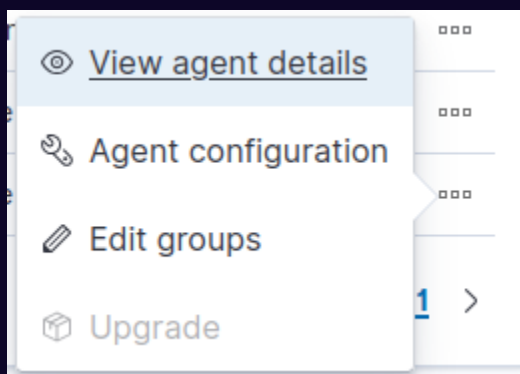 View agent details
Agent configuration
Edit groups
Upgrade
1